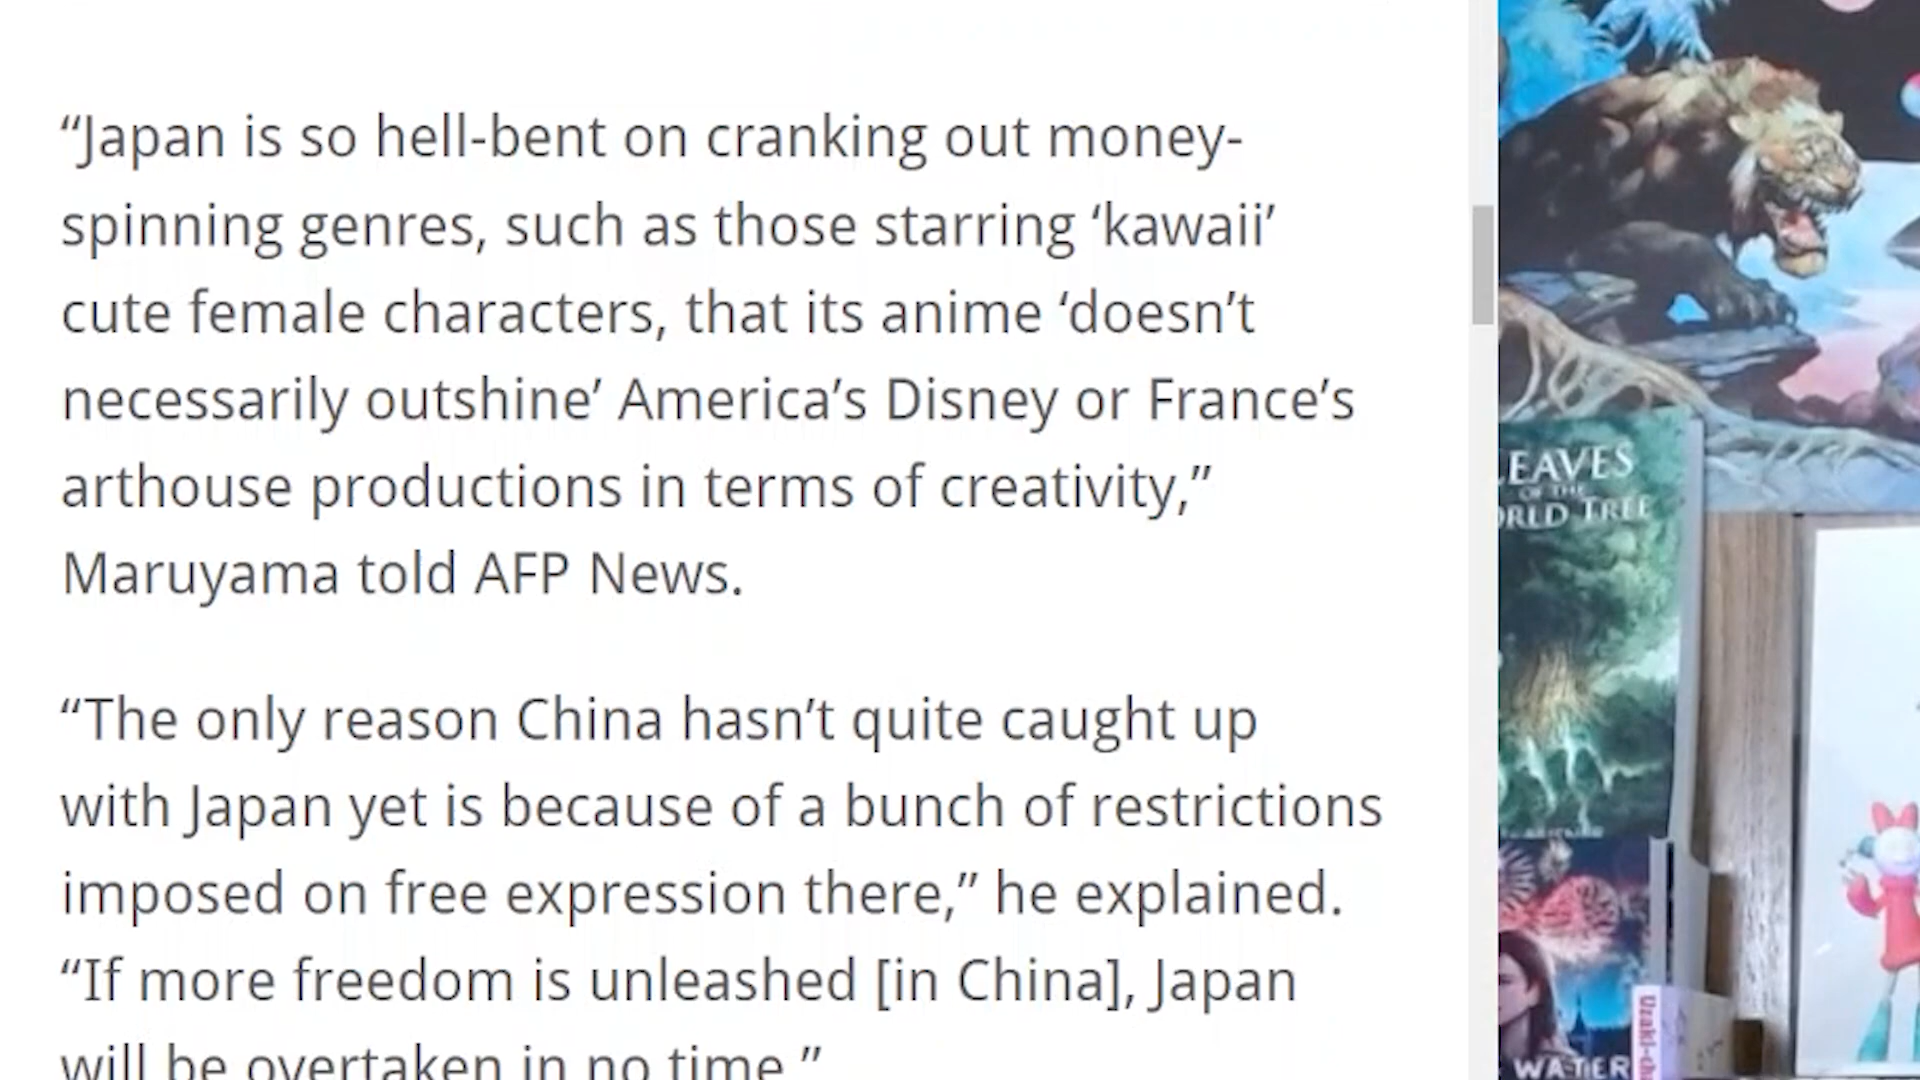 “Japan is so hell-bent on cranking out money-
spinning genres, such as those starring ‘kawaii’
cute female characters, that its anime ‘doesn’t
necessarily outshine’ America’s Disney or France’s
arthouse productions in terms of creativity,”
Maruyama told AFP News.
“The only reason China hasn’t quite caught up
with Japan yet is because of a bunch of restrictions
imposed on free expression there,” he explained.
“If more freedom is unleashed [in China], Japan
will be overtaken in no time.”
EAVES
OF THE
ORLD TREE
WATER
Uzaki-ch